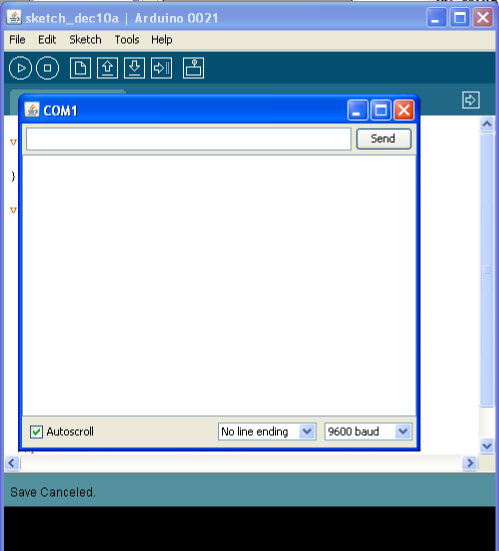 sketch_dec10a | Arduino 0021
File Edit Sketch Tools Help
COM1
Send
}
Autoscroll
No line ending
9600 baud
Save Canceled.